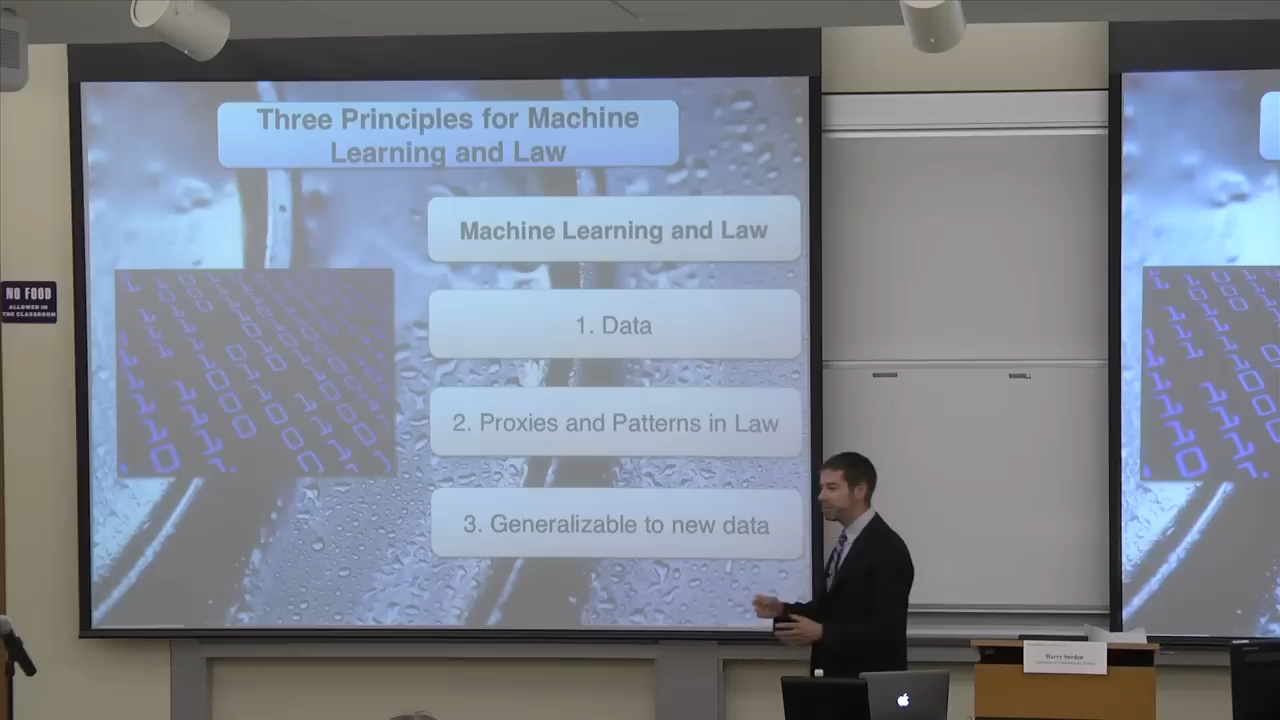 Three Principles for Machine
Learning and Law
Machine Learning and Law
1. Data
2. Proxies and Patterns in Law
3. Generalizable to new data
NO FOOD
ALLOWED IN
THE CLASSROOM
Harry Surden